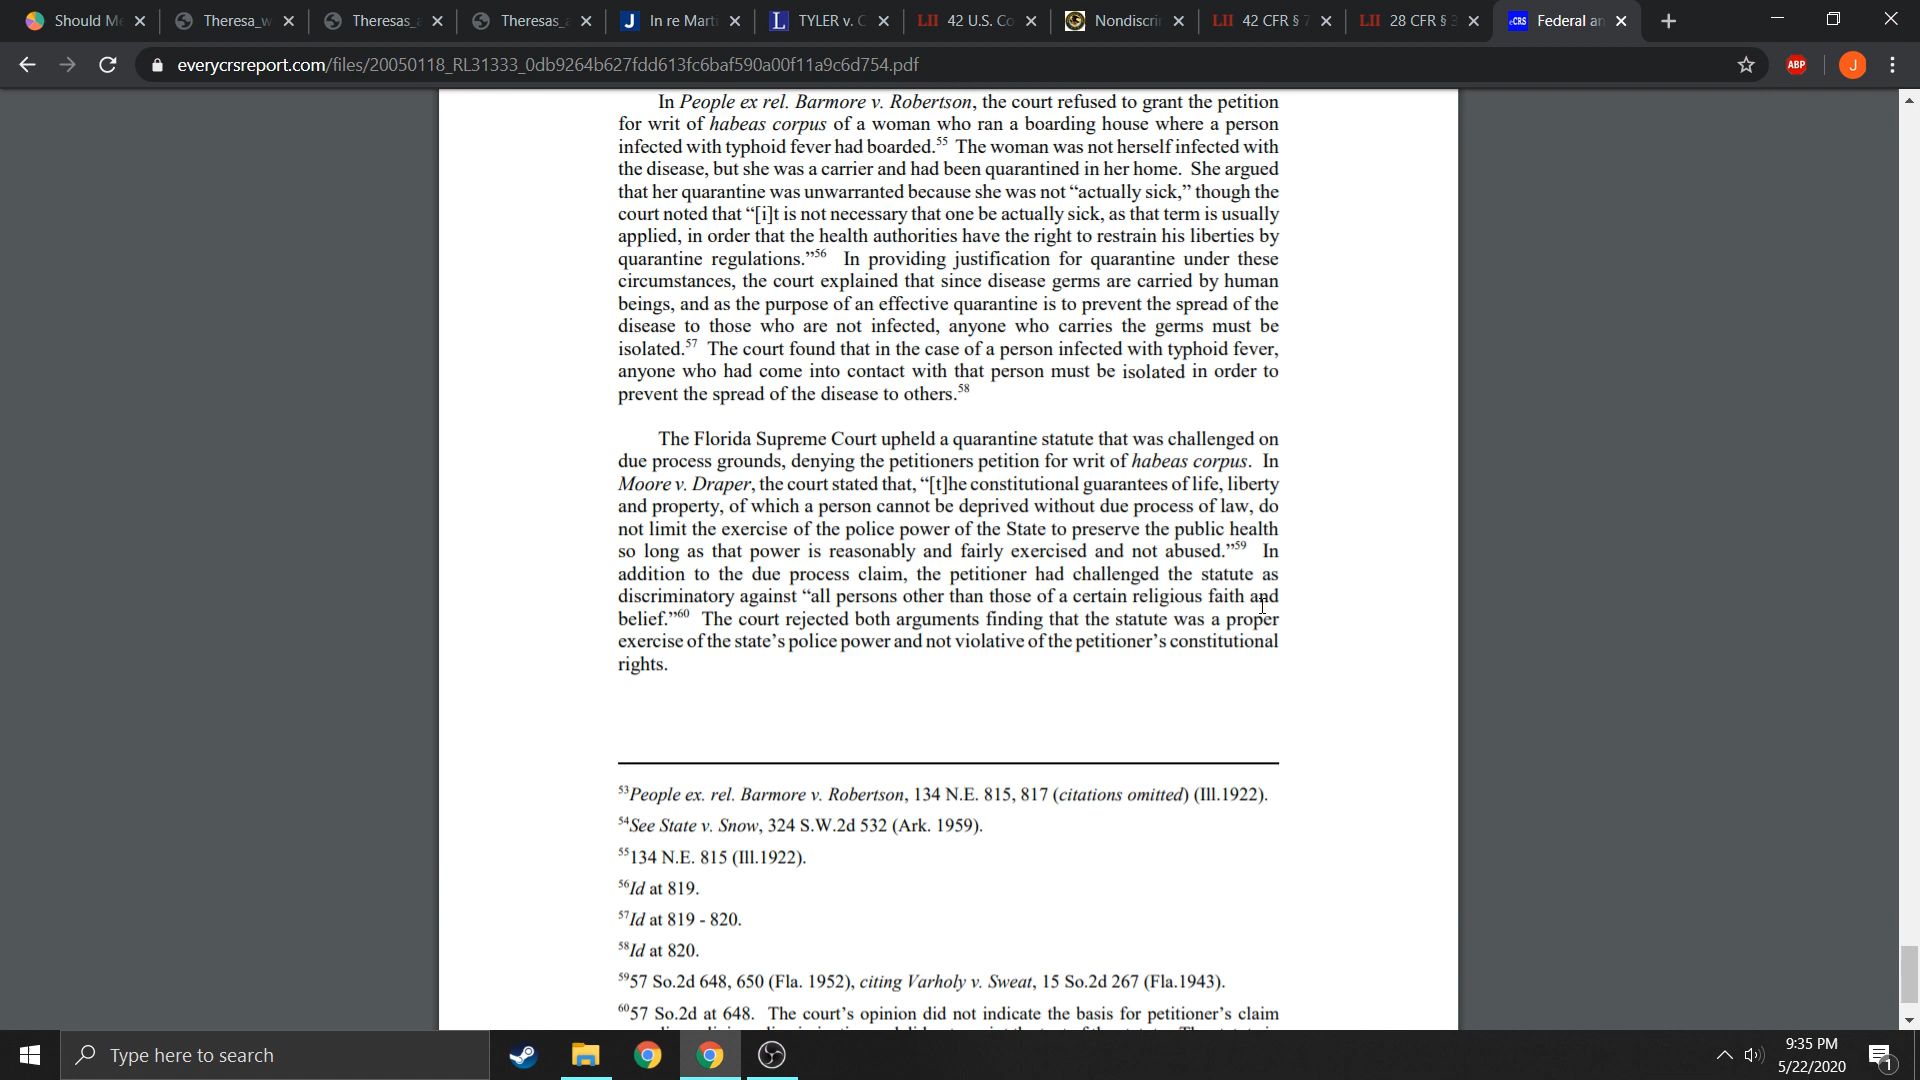 Should Me
Theresa_w
Theresas_
Theresas_a
In re Marti
TYLER v. C
42 U.S. Co
Nondiscri
42 CFR § 7
28 CFR § 3
Federal an
everycrsreport.com/files/20050118_RL31333_0db9264b627fdd613fc6baf590a00f11a9c6d754.pdf
ABP
J
In People ex rel. Barmore v. Robertson, the court refused to grant the petition
for writ of habeas corpus of a woman who ran a boarding house where a person
infected with typhoid fever had boarded.55 The woman was not herself infected with
the disease, but she was a carrier and had been quarantined in her home. She argued
that her quarantine was unwarranted because she was not “actually sick,” though the
court noted that “[i]t is not necessary that one be actually sick, as that term is usually
applied, in order that the health authorities have the right to restrain his liberties by
quarantine regulations.”56 In providing justification for quarantine under these
circumstances, the court explained that since disease germs are carried by human
beings, and as the purpose of an effective quarantine is to prevent the spread of the
disease to those who are not infected, anyone who carries the germs must be
isolated.57 The court found that in the case of a person infected with typhoid fever,
anyone who had come into contact with that person must be isolated in order to
prevent the spread of the disease to others.58
The Florida Supreme Court upheld a quarantine statute that was challenged on
due process grounds, denying the petitioners petition for writ of habeas corpus. In
Moore v. Draper, the court stated that, “[t]he constitutional guarantees of life, liberty
and property, of which a person cannot be deprived without due process of law, do
not limit the exercise of the police power of the State to preserve the public health
so long as that power is reasonably and fairly exercised and not abused.”59 In
addition to the due process claim, the petitioner had challenged the statute as
discriminatory against “all persons other than those of a certain religious faith and
belief.”60 The court rejected both arguments finding that the statute was a proper
exercise of the state’s police power and not violative of the petitioner’s constitutional
rights.
53People ex. rel. Barmore v. Robertson, 134 N.E. 815, 817 (citations omitted) (Ill.1922).
54See State v. Snow, 324 S.W.2d 532 (Ark. 1959).
55134 N.E. 815 (Ill.1922).
56Id at 819.
57Id at 819 - 820.
58Id at 820.
5957 So.2d 648, 650 (Fla. 1952), citing Varholy v. Sweat, 15 So.2d 267 (Fla.1943).
6057 So.2d at 648. The court’s opinion did not indicate the basis for petitioner’s claim
Type here to search
9:35 PM
5/22/2020
1